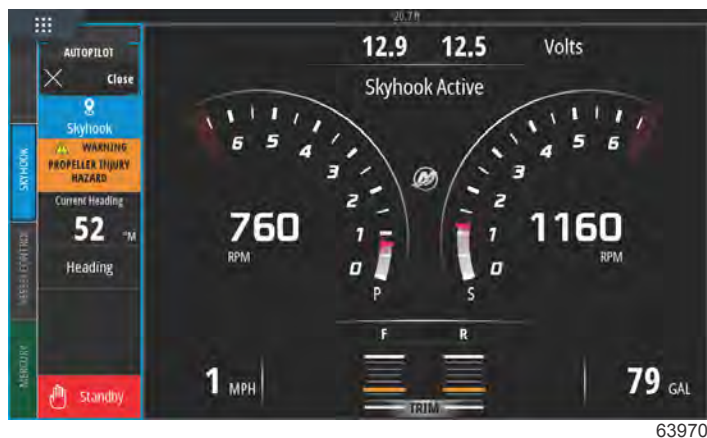 20.7 ft
AUTOPILOT
Close
Skyhook
WARNING
PROPELLER INJURY
HAZARD
Current Heading
52 °M
Heading
Standby
SKYHOOK
VESSEL CONTROL
MERCURY
12.9 12.5 Volts
Skyhook Active
6 5 4 3 2 1 0
760
RPM
P
6 5 4 3 2 1 0
1160
RPM
S
F R
1 MPH
TRIM
79 GAL
63970